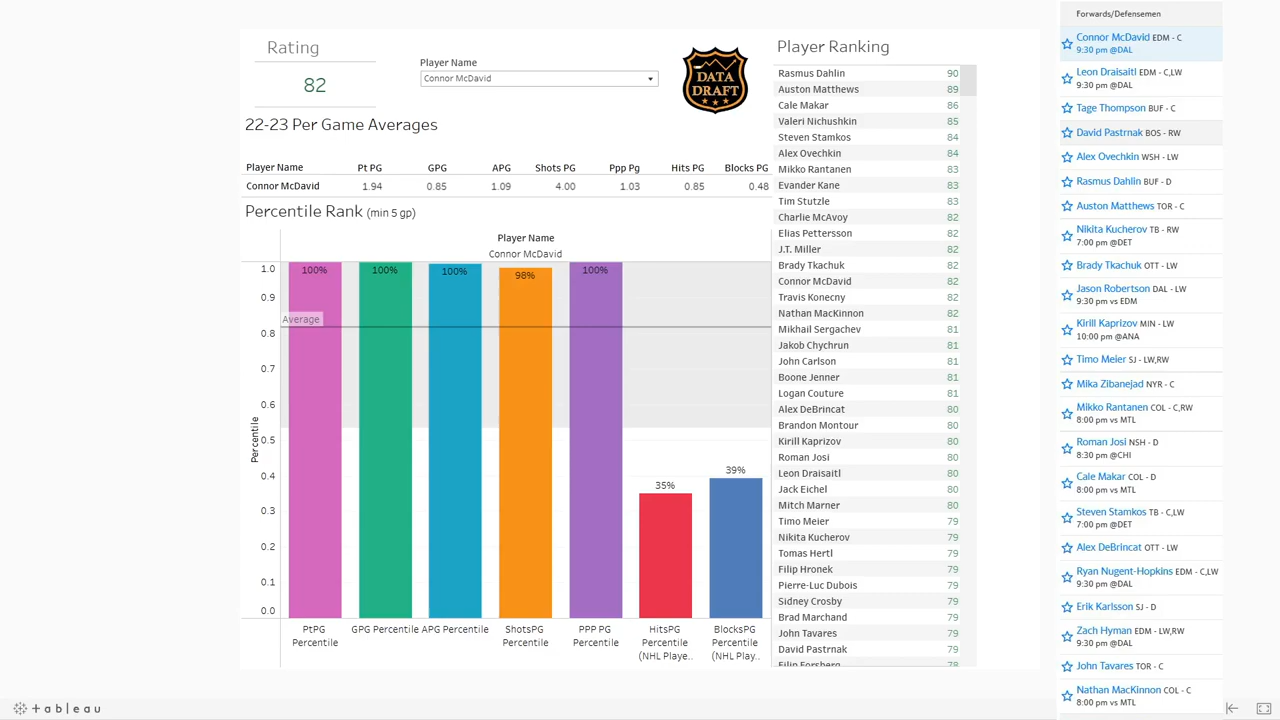 Rating
82
Player Name
Connor McDavid
DATA
DRAFT
22-23 Per Game Averages
Player Name Pt PG GPG APG Shots PG Ppp Pg Hits PG Blocks PG
Connor McDavid 1.94 0.85 1.09 4.00 1.03 0.85 0.48
Percentile Rank (min 5 gp)
Player Name
Connor McDavid
100% 100% 100% 98% 100% 35% 39%
Average
Percentile
1.0
0.9
0.8
0.7
0.6
0.5
0.4
0.3
0.2
0.1
0.0
PtPG Percentile
GPG Percentile
APG Percentile
ShotsPG Percentile
PPP PG Percentile
HitsPG Percentile (NHL Playe..
BlocksPG Percentile (NHL Play..
Player Ranking
Rasmus Dahlin 90
Auston Matthews 89
Cale Makar 86
Valeri Nichushkin 85
Steven Stamkos 84
Alex Ovechkin 84
Mikko Rantanen 83
Evander Kane 83
Tim Stutzle 83
Charlie McAvoy 82
Elias Pettersson 82
J.T. Miller 82
Brady Tkachuk 82
Connor McDavid 82
Travis Konecny 82
Nathan MacKinnon 82
Mikhail Sergachev 81
Jakob Chychrun 81
John Carlson 81
Boone Jenner 81
Logan Couture 81
Alex DeBrincat 80
Brandon Montour 80
Kirill Kaprizov 80
Roman Josi 80
Leon Draisaitl 80
Jack Eichel 80
Mitch Marner 80
Timo Meier 79
Nikita Kucherov 79
Tomas Hertl 79
Filip Hronek 79
Pierre-Luc Dubois 79
Sidney Crosby 79
Brad Marchand 79
John Tavares 79
David Pastrnak 79
Filip Forsberg 78
Forwards/Defensemen
Connor McDavid EDM - C
9:30 pm @DAL
Leon Draisaitl EDM - C,LW
9:30 pm @DAL
Tage Thompson BUF - C
David Pastrnak BOS - RW
Alex Ovechkin WSH - LW
Rasmus Dahlin BUF - D
Auston Matthews TOR - C
Nikita Kucherov TB - RW
7:00 pm @DET
Brady Tkachuk OTT - LW
Jason Robertson DAL - LW
9:30 pm vs EDM
Kirill Kaprizov MIN - LW
10:00 pm @ANA
Timo Meier SJ - LW,RW
Mika Zibanejad NYR - C
Mikko Rantanen COL - C,RW
8:00 pm vs MTL
Roman Josi NSH - D
8:30 pm @CHI
Cale Makar COL - D
8:00 pm vs MTL
Steven Stamkos TB - C,LW
7:00 pm @DET
Alex DeBrincat OTT - LW
Ryan Nugent-Hopkins EDM - C,LW
9:30 pm @DAL
Erik Karlsson SJ - D
Zach Hyman EDM - LW,RW
9:30 pm @DAL
John Tavares TOR - C
Nathan MacKinnon COL - C
8:00 pm vs MTL
+ a b l e a u